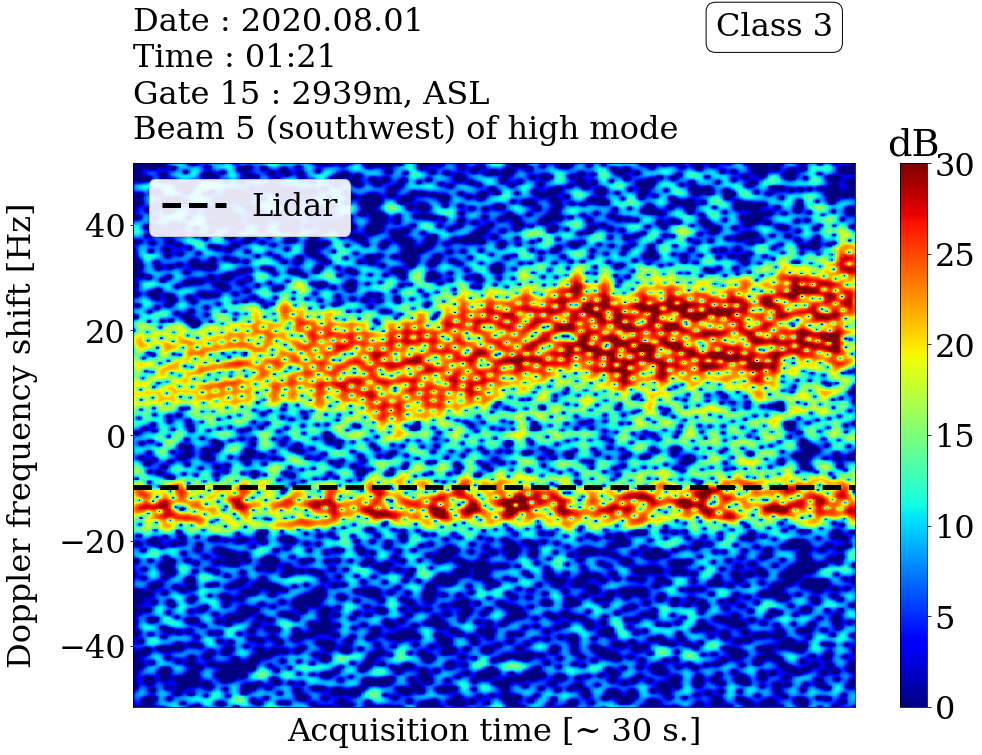 Date : 2020.08.01
Class 3
Time : 01:21
Gate 15 : 2939m, ASL
Beam 5 (southwest) of high mode
dB
Lidar
Doppler frequency shift [Hz]
40
20
0
−20
−40
30
25
20
15
10
5
0
Acquisition time [~ 30 s.]